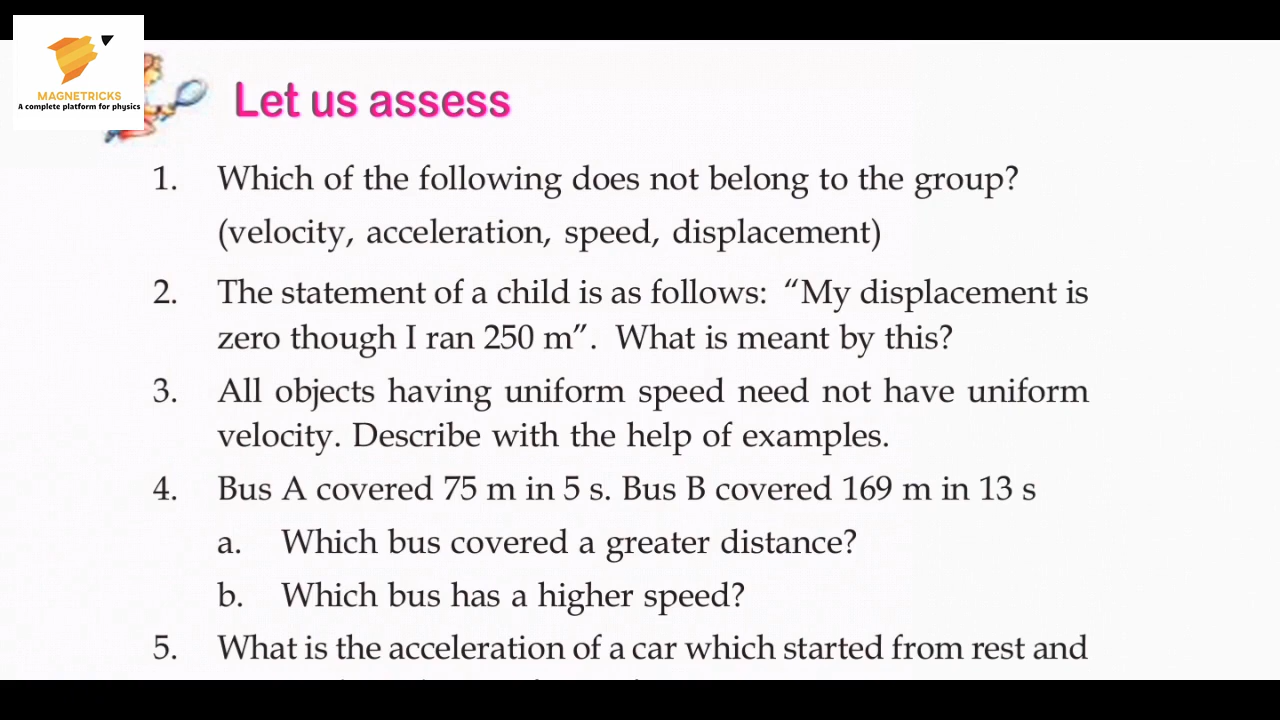 MAGNETRICKS
A complete platform for physics
Let us assess
1. Which of the following does not belong to the group?
(velocity, acceleration, speed, displacement)
2. The statement of a child is as follows: “My displacement is
zero though I ran 250 m”. What is meant by this?
3. All objects having uniform speed need not have uniform
velocity. Describe with the help of examples.
4. Bus A covered 75 m in 5 s. Bus B covered 169 m in 13 s
a. Which bus covered a greater distance?
b. Which bus has a higher speed?
5. What is the acceleration of a car which started from rest and